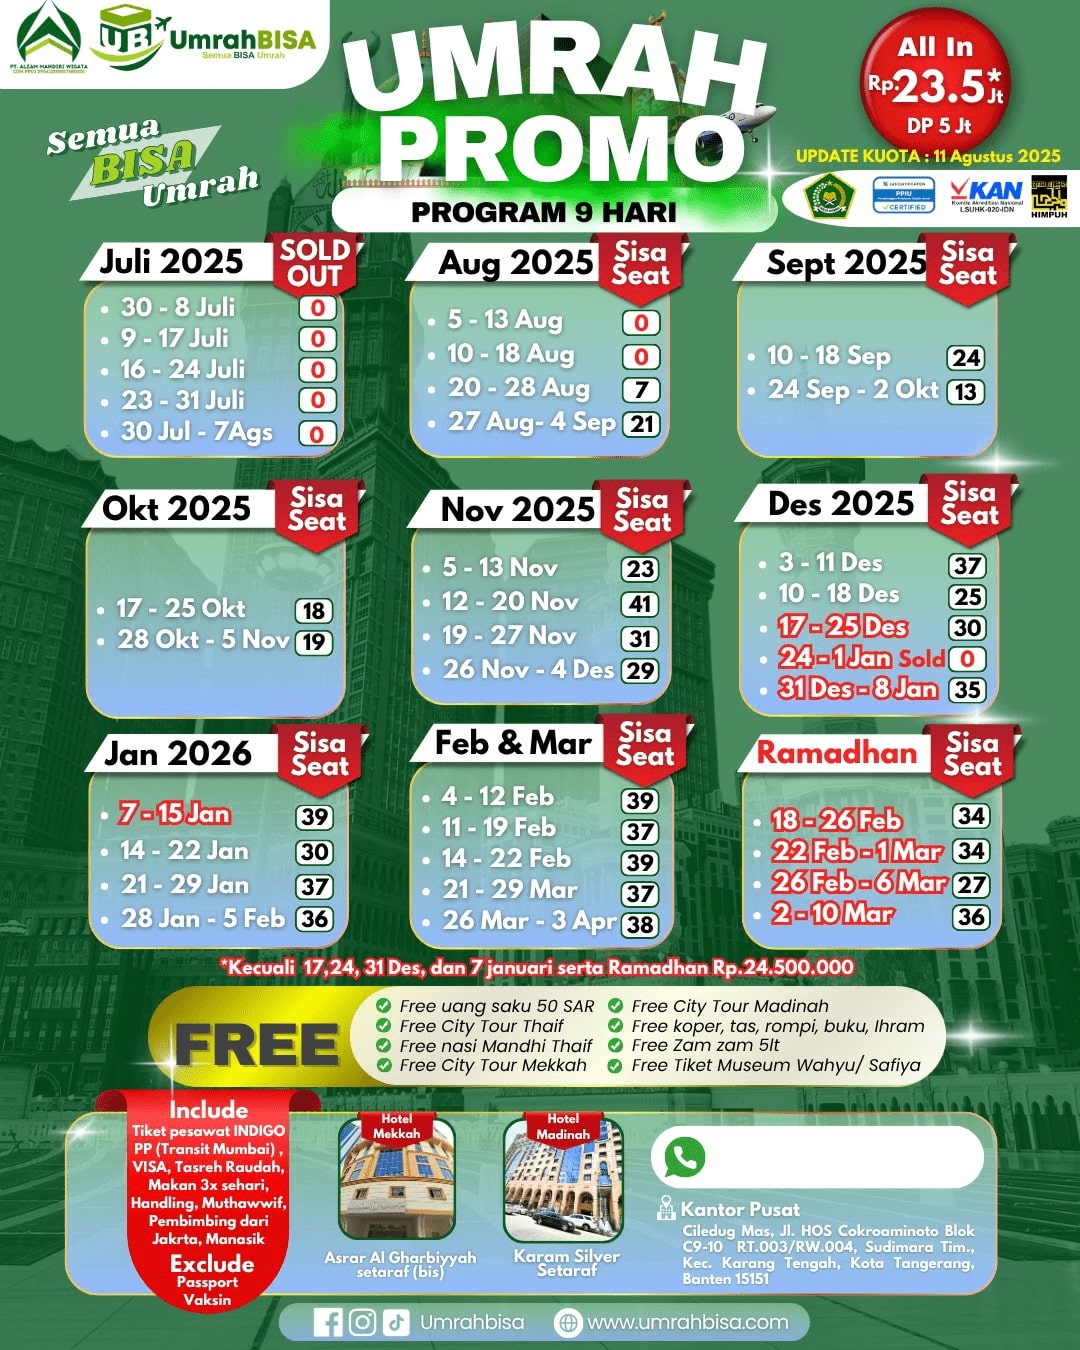 PT. ALZAM MANDIRI WISATA
UB UmrahBISA
Semua BISA Umrah
Semua
BISA
Umrah
UMRAH
PROMO
PROGRAM 9 HARI
All In
Rp.23.5*Jt
DP 5 Jt
UPDATE KUOTA : 11 Agustus 2025
PPIU
CERTIFIED
KAN
Komite Akreditasi Nasional
LSUHK-020-IDN
HIMPUH
Juli 2025
SOLD
OUT
30 - 8 Juli 0
9 - 17 Juli 0
16 - 24 Juli 0
23 - 31 Juli 0
30 Jul - 7Ags 0
Aug 2025
Sisa
Seat
5 - 13 Aug 0
10 - 18 Aug 0
20 - 28 Aug 7
27 Aug- 4 Sep 21
Sept 2025
Sisa
Seat
10 - 18 Sep 24
24 Sep - 2 Okt 13
Okt 2025
Sisa
Seat
17 - 25 Okt 18
28 Okt - 5 Nov 19
Nov 2025
Sisa
Seat
5 - 13 Nov 23
12 - 20 Nov 41
19 - 27 Nov 31
26 Nov - 4 Des 29
Des 2025
Sisa
Seat
3 - 11 Des 37
10 - 18 Des 25
17 - 25 Des 30
24 - 1 Jan Sold 0
31 Des - 8 Jan 35
Jan 2026
Sisa
Seat
7 - 15 Jan 39
14 - 22 Jan 30
21 - 29 Jan 37
28 Jan - 5 Feb 36
Feb & Mar
Sisa
Seat
4 - 12 Feb 39
11 - 19 Feb 37
14 - 22 Feb 39
21 - 29 Mar 37
26 Mar - 3 Apr 38
Ramadhan
Sisa
Seat
18 - 26 Feb 34
22 Feb - 1 Mar 34
26 Feb - 6 Mar 27
2 - 10 Mar 36
*Kecuali 17,24, 31 Des, dan 7 januari serta Ramadhan Rp.24.500.000
FREE
Free uang saku 50 SAR
Free City Tour Thaif
Free nasi Mandhi Thaif
Free City Tour Mekkah
Free City Tour Madinah
Free koper, tas, rompi, buku, Ihram
Free Zam zam 5lt
Free Tiket Museum Wahyu/ Safiya
Include
Tiket pesawat INDIGO
PP (Transit Mumbai) ,
VISA, Tasreh Raudah,
Makan 3x sehari,
Handling, Muthawwif,
Pembimbing dari
Jakrta, Manasik
Exclude
Passport
Vaksin
Hotel
Mekkah
Asrar Al Gharbiyyah
setaraf (bis)
Hotel
Madinah
Karam Silver
Setaraf
Kantor Pusat
Ciledug Mas, Jl. HOS Cokroaminoto Blok
C9-10 RT.003/RW.004, Sudimara Tim.,
Kec. Karang Tengah, Kota Tangerang,
Banten 15151
Umrahbisa
www.umrahbisa.com